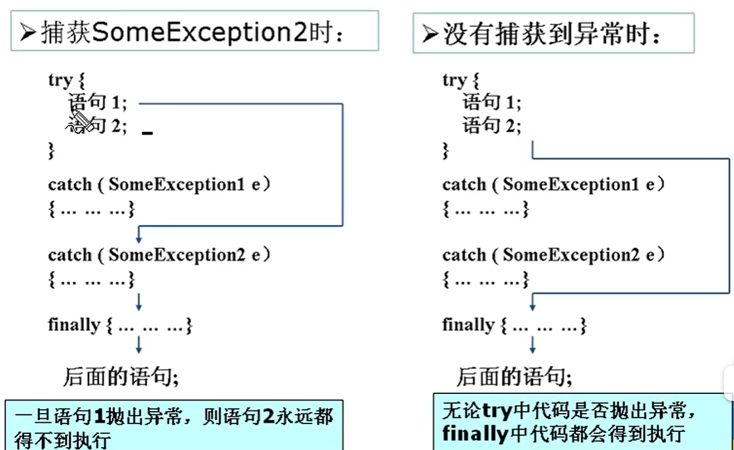 ➢捕获SomeException2时：
try {
语句 1;
语句 2;
}
catch ( SomeException1 e）
{ … … …}
catch ( SomeException2 e）
{ … … …}
finally { … … …}
后面的语句;
一旦语句1抛出异常，则语句2永远都
得不到执行
➢没有捕获到异常时：
try {
语句 1;
语句 2;
}
catch ( SomeException1 e）
{ … … …}
catch ( SomeException2 e）
{ … … …}
finally { … … …}
后面的语句;
无论try中代码是否抛出异常，
finally中代码都会得到执行